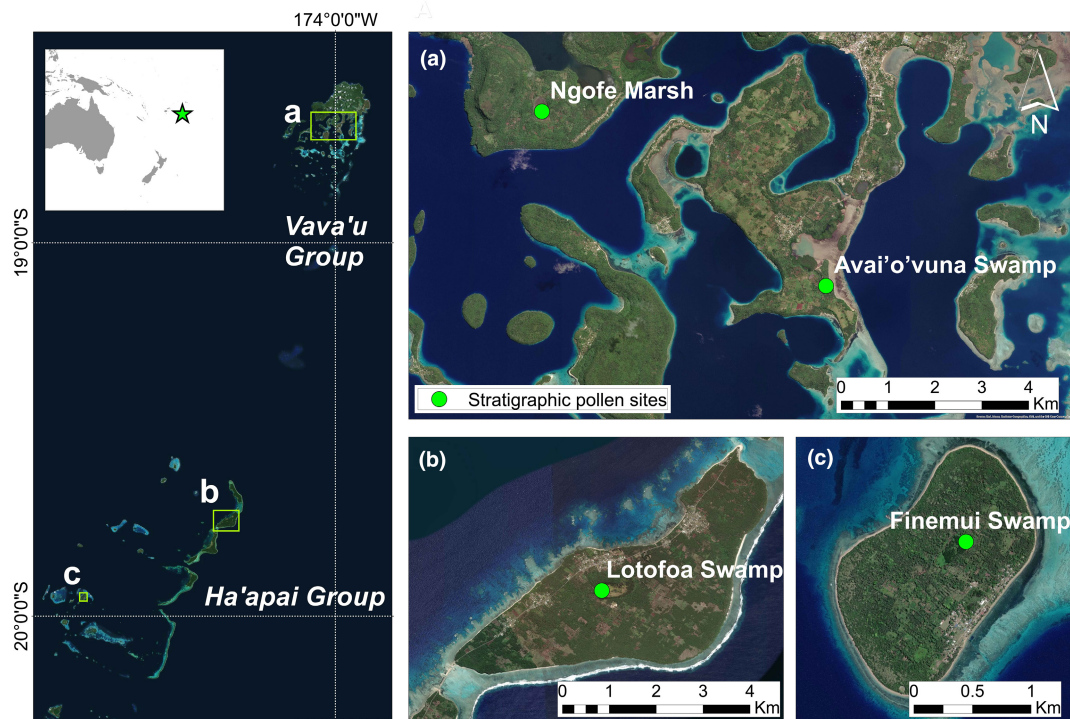 174°0'0"W
a
Vava'u
Group
19°0'0"S
b
c
Ha'apai Group
20°0'0"S
(a)
Ngofe Marsh
N
Avai'o'vuna Swamp
Stratigraphic pollen sites
0 1 2 3 4
Km
(b)
Lotofoa Swamp
0 1 2 3 4
Km
(c)
Finemui Swamp
0 0.5 1
Km